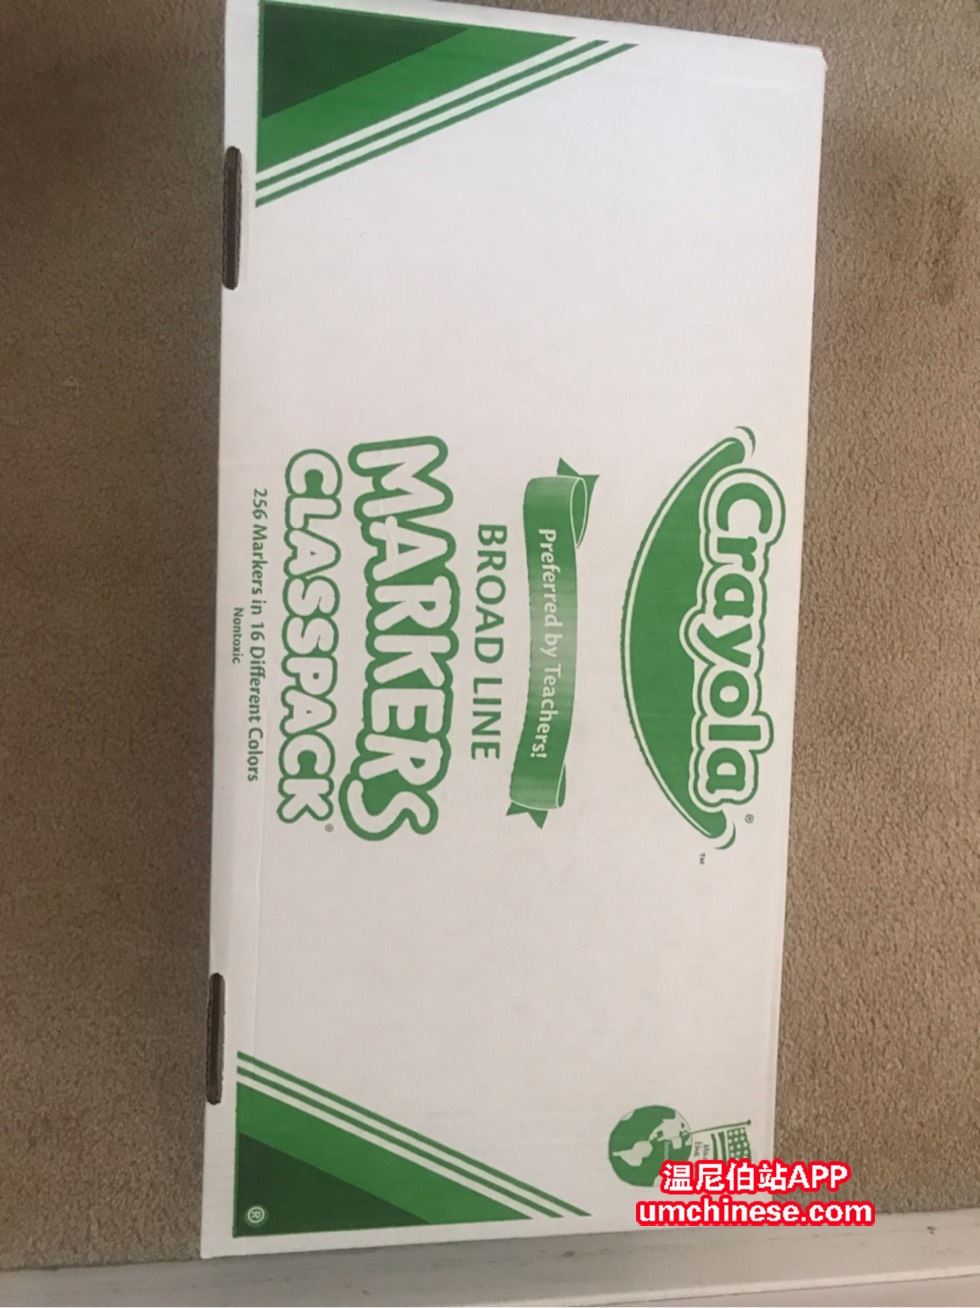 Crayola®
™
Preferred by Teachers!
BROAD LINE
MARKERS
CLASSPACK®
256 Markers in 16 Different Colors
Nontoxic
®
温尼伯站APP
umchinese.com